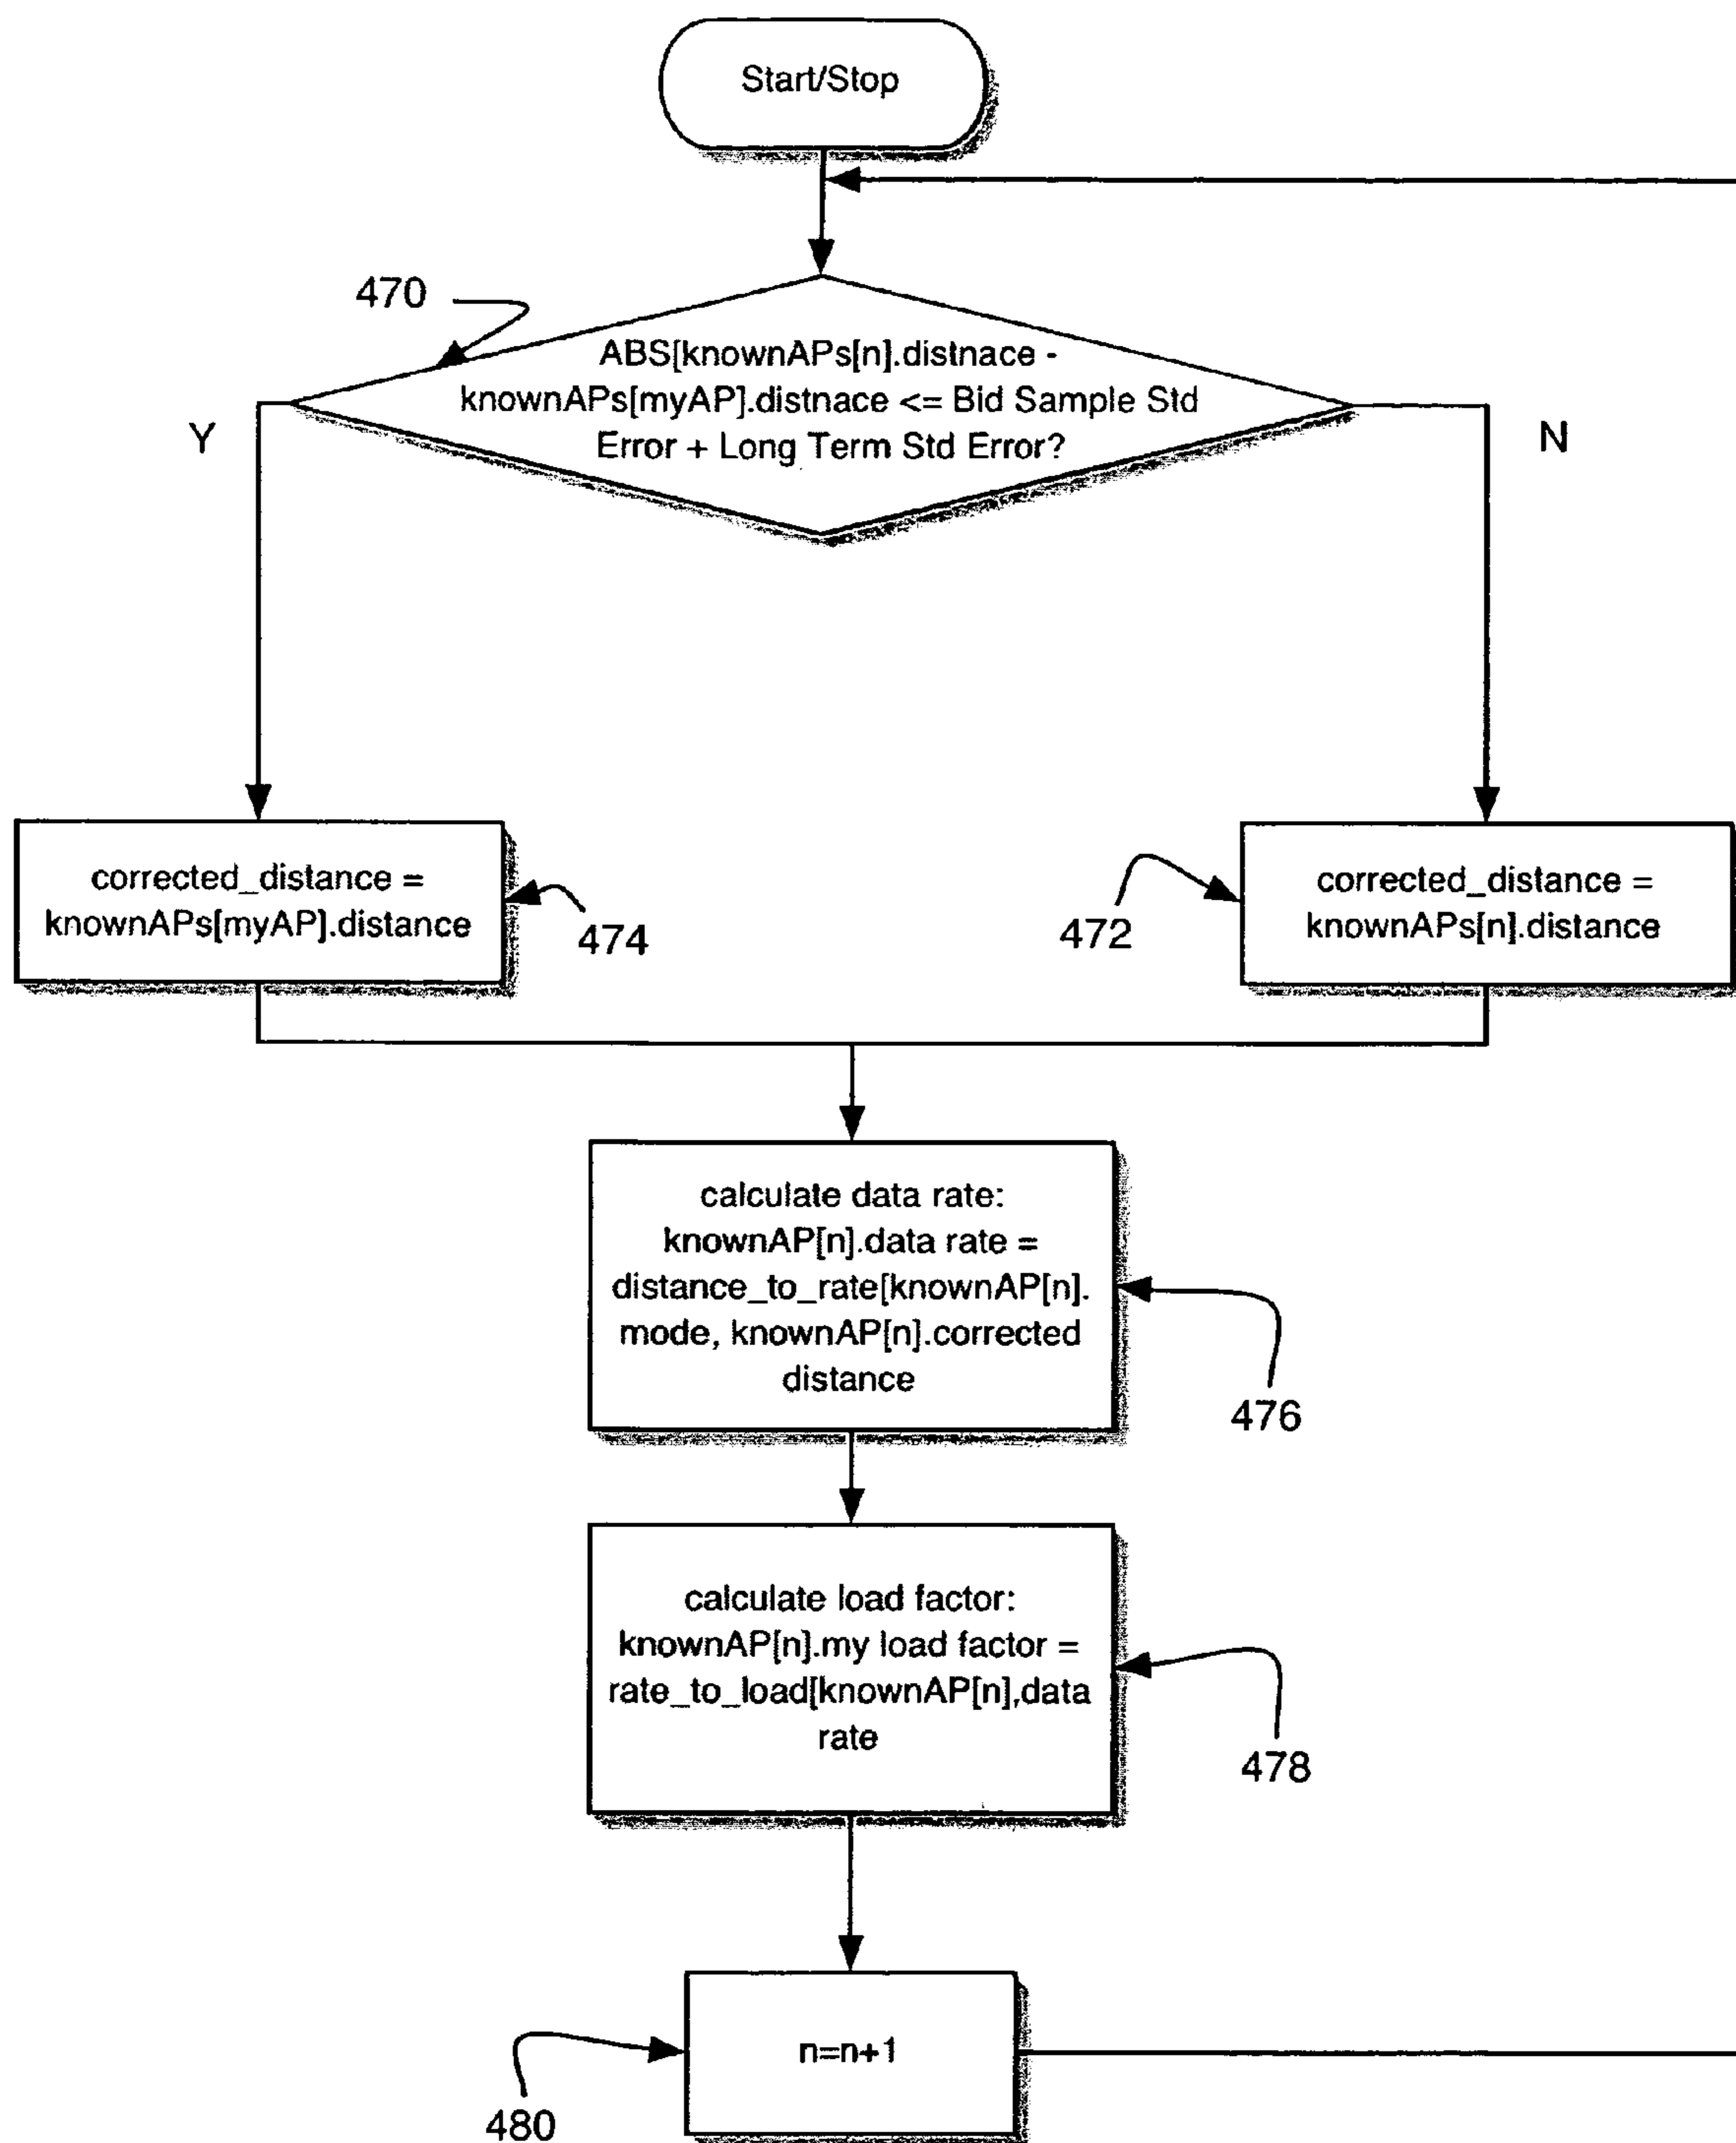 Start/Stop
470
ABS[knownAPs[n].distnace -
knownAPs[myAP].distnace <= Bid Sample Std
Error + Long Term Std Error?
Y
N
corrected_distance =
knownAPs[myAP].distance
474
472
corrected_distance =
knownAPs[n].distance
calculate data rate:
knownAP[n].data rate =
distance_to_rate[knownAP[n].
mode, knownAP[n].corrected
distance
476
calculate load factor:
knownAP[n].my load factor =
rate_to_load[knownAP[n],data
rate
478
n=n+1
480